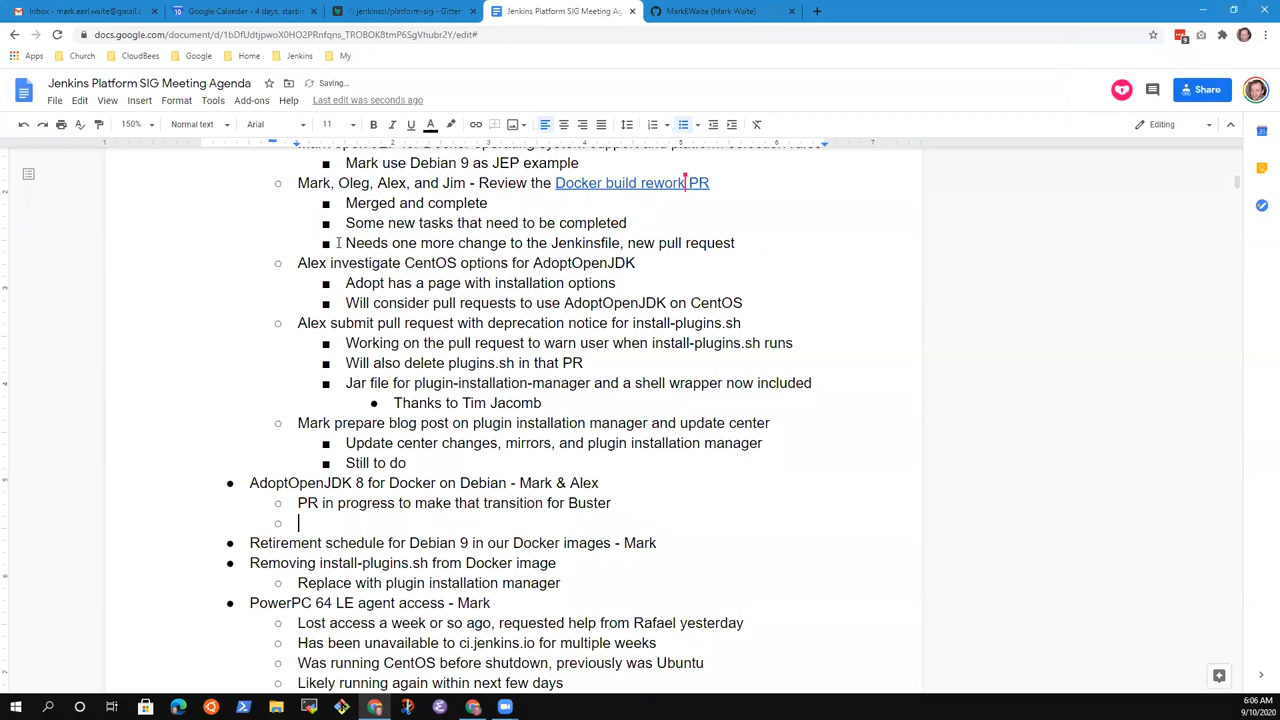 Inbox - mark.earl.waite@gmail.c
Google Calendar - 4 days, startin
jenkinsci/platform-sig - Gitter
Jenkins Platform SIG Meeting Agenda
MarkEWaite (Mark Waite)
docs.google.com/document/d/1bDfUdtjpwoX0HO2PRnfqns_TROBOK8tmP6SgVhubr2Y/edit#
Apps
Church
CloudBees
Google
Home
Jenkins
My
Jenkins Platform SIG Meeting Agenda
Saving...
File Edit View Insert Format Tools Add-ons Help Last edit was seconds ago
Share
150% Normal text Arial 11 Editing
Mark use Debian 9 as JEP example
Mark, Oleg, Alex, and Jim - Review the Docker build rework PR
Merged and complete
Some new tasks that need to be completed
Needs one more change to the Jenkinsfile, new pull request
Alex investigate CentOS options for AdoptOpenJDK
Adopt has a page with installation options
Will consider pull requests to use AdoptOpenJDK on CentOS
Alex submit pull request with deprecation notice for install-plugins.sh
Working on the pull request to warn user when install-plugins.sh runs
Will also delete plugins.sh in that PR
Jar file for plugin-installation-manager and a shell wrapper now included
Thanks to Tim Jacomb
Mark prepare blog post on plugin installation manager and update center
Update center changes, mirrors, and plugin installation manager
Still to do
AdoptOpenJDK 8 for Docker on Debian - Mark & Alex
PR in progress to make that transition for Buster
Retirement schedule for Debian 9 in our Docker images - Mark
Removing install-plugins.sh from Docker image
Replace with plugin installation manager
PowerPC 64 LE agent access - Mark
Lost access a week or so ago, requested help from Rafael yesterday
Has been unavailable to ci.jenkins.io for multiple weeks
Was running CentOS before shutdown, previously was Ubuntu
Likely running again within next few days
6:06 AM
9/10/2020